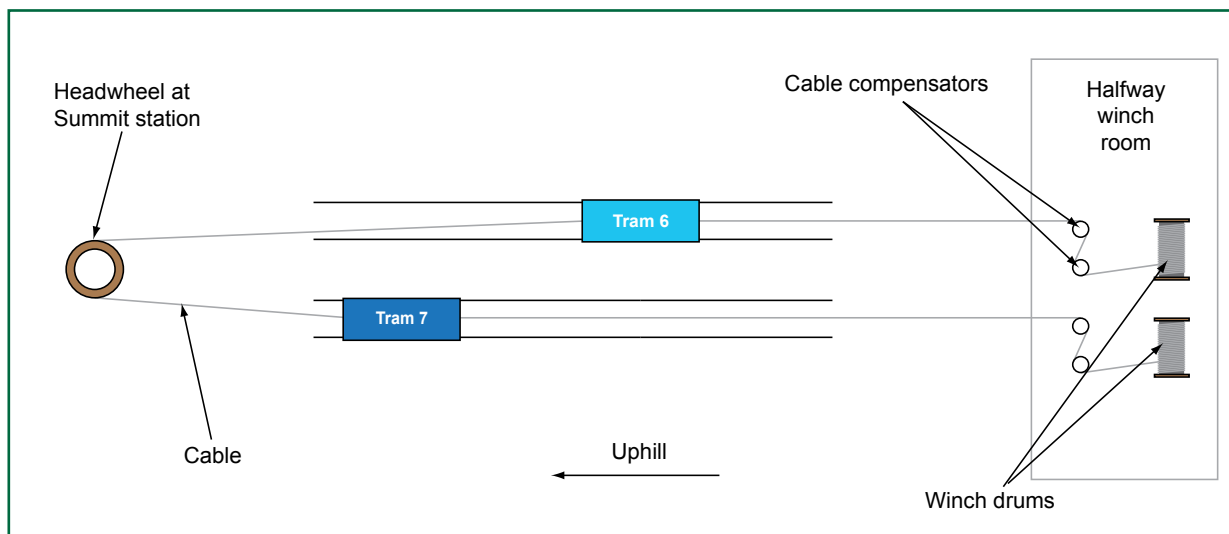 Headwheel at
Summit station
Cable compensators
Halfway
winch
room
Tram 6
Tram 7
Cable
Uphill
Winch drums